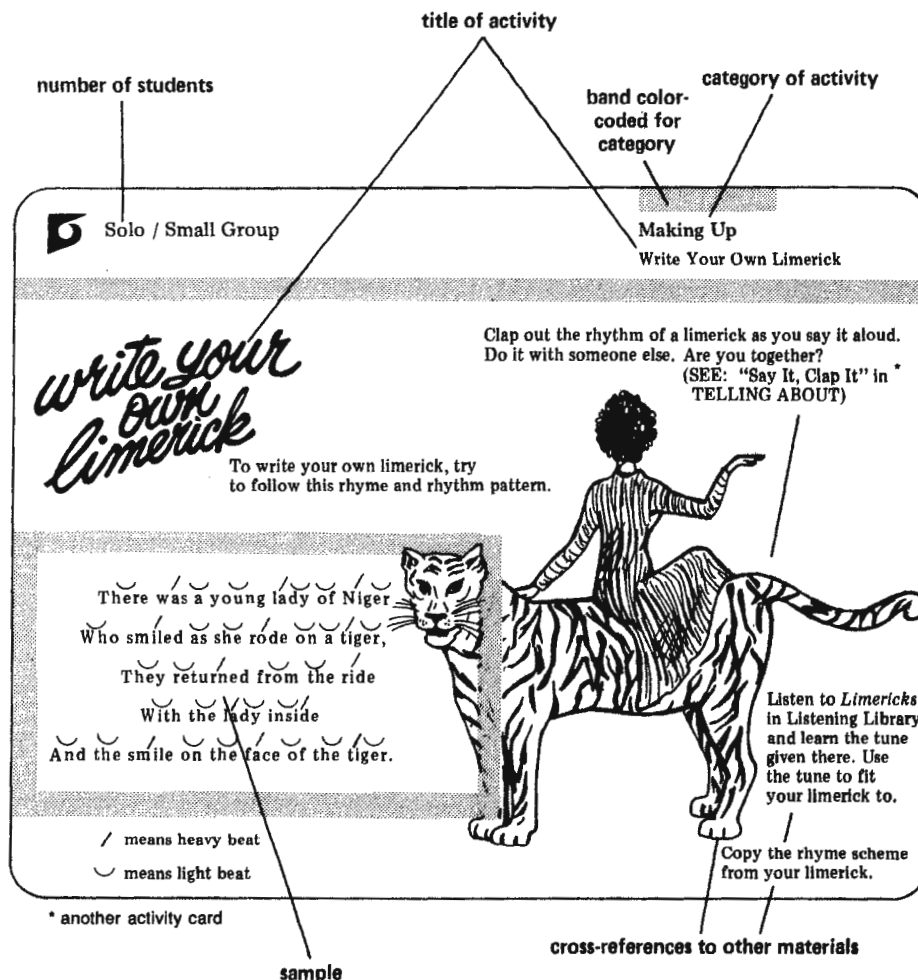 title of activity
number of students
category of activity
band color-
coded for
category
Solo / Small Group
Making Up
Write Your Own Limerick
write your
own
limerick
Clap out the rhythm of a limerick as you say it aloud.
Do it with someone else. Are you together?
(SEE: "Say It, Clap It" in *
TELLING ABOUT)
To write your own limerick, try
to follow this rhyme and rhythm pattern.
There was a young lady of Niger
Who smiled as she rode on a tiger,
They returned from the ride
With the lady inside
And the smile on the face of the tiger.
/ means heavy beat
◡ means light beat
Listen to Limericks
in Listening Library
and learn the tune
given there. Use
the tune to fit
your limerick to.
Copy the rhyme scheme
from your limerick.
* another activity card
cross-references to other materials
sample